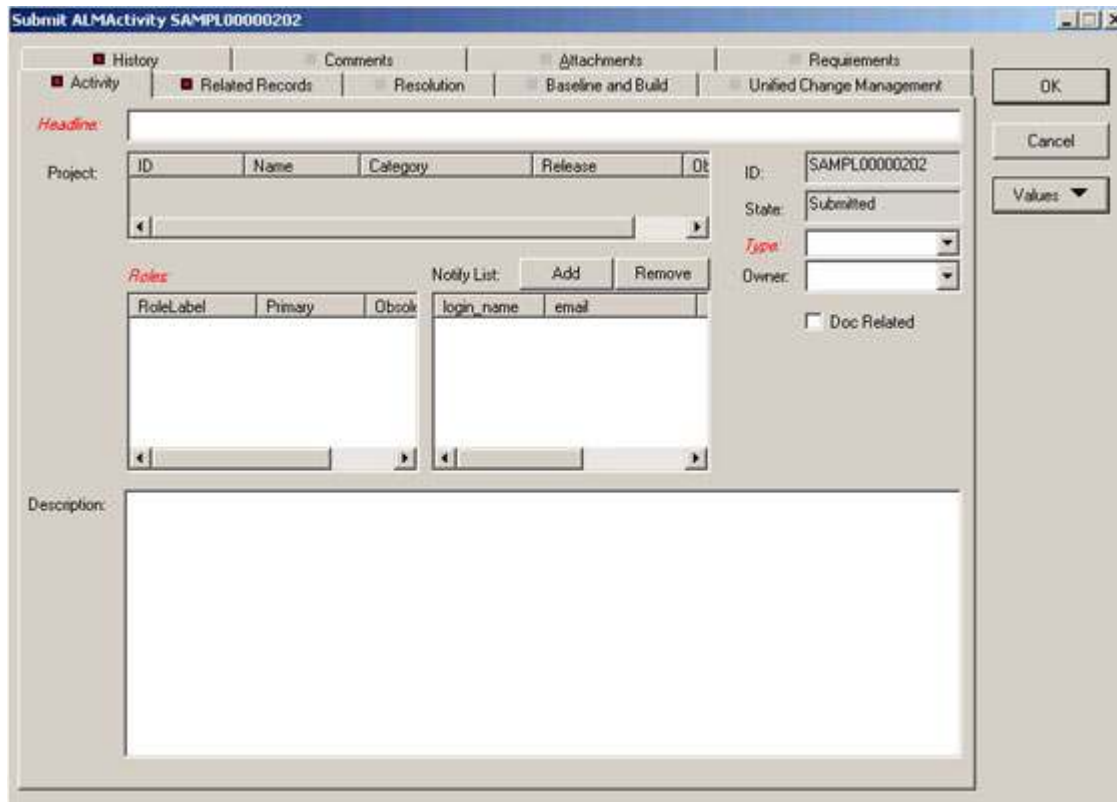 Submit ALMActivity SAMPL00000202
History Comments Attachments Requirements
Activity Related Records Resolution Baseline and Build Unified Change Management
OK
Headline:
Cancel
Project: ID Name Category Release Ob
ID: SAMPL00000202
Values
State: Submitted
Type:
Roles: Notify List: Add Remove
Owner:
RoleLabel Primary Obsole login_name email
Doc Related
Description: